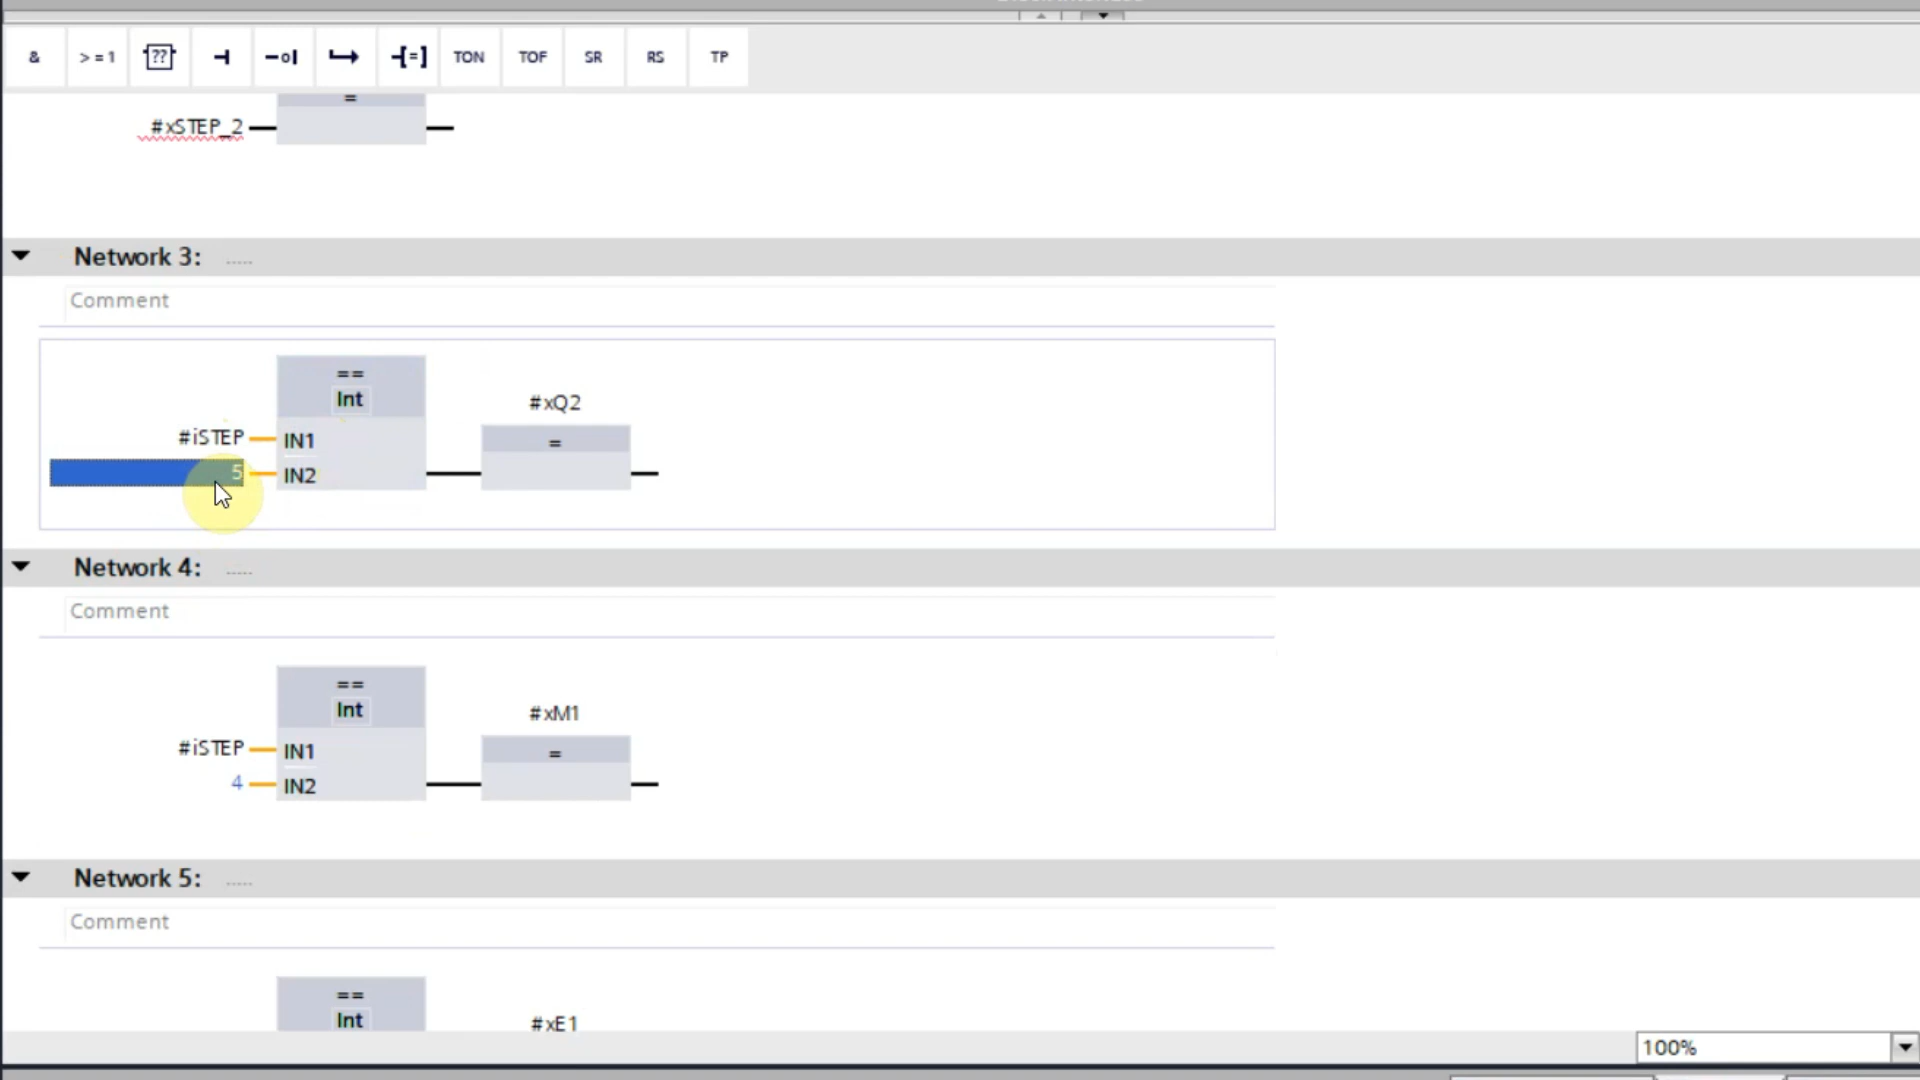 & >=1 ?? -| -o| [=] TON TOF SR RS TP
=
#xSTEP_2
Network 3: .....
Comment
==
Int
#xQ2
=
#iSTEP IN1
5 IN2
Network 4: .....
Comment
==
Int
#xM1
=
#iSTEP IN1
4 IN2
Network 5: .....
Comment
==
Int
#xE1
100%